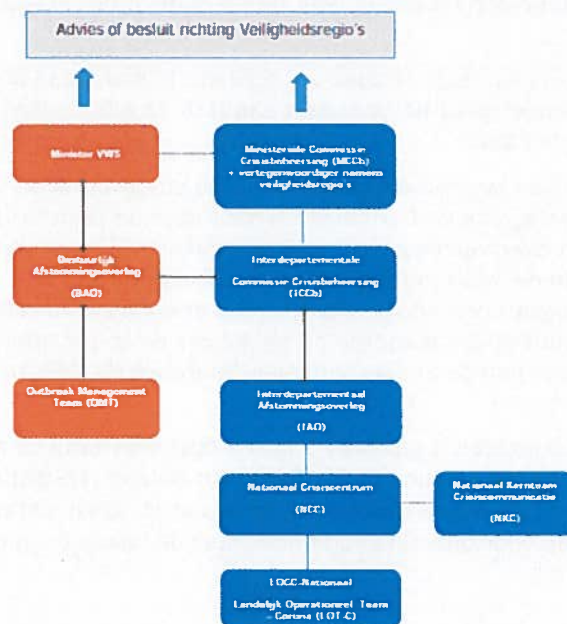 Advies of besluit richting Veiligheidsregio's
Minister VWS
Ministeriële Commissie
Crisisbeheersing (MCCb)
+ vertegenwoordiger namens
veiligheidsregio's
Bestuurlijk
Afstemmingsoverleg
(BAO)
Interdepartementale
Commissie Crisisbeheersing
(ICCb)
Outbreak Management
Team (OMT)
Interdepartementaal
Afstemmingsoverleg
(IAO)
Nationaal Crisiscentrum
(NCC)
Nationaal Kernteam
Crisiscommunicatie
(NKC)
LOCC-Nationaal
Landelijk Operationeel Team
- Corona (LOT-C)